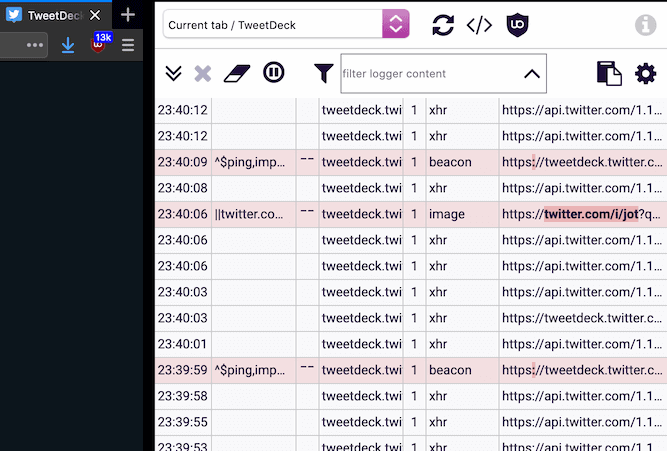 TweetDeck
13k
Current tab / TweetDeck
filter logger content
23:40:12 tweetdeck.twi 1 xhr https://api.twitter.com/1.1...
23:40:12 tweetdeck.twi 1 xhr https://api.twitter.com/1.1...
23:40:09 ^$ping,imp... -- tweetdeck.twi 1 beacon https://tweetdeck.twitter.c...
23:40:08 tweetdeck.twi 1 xhr https://api.twitter.com/1.1...
23:40:06 ||twitter.co... -- tweetdeck.twi 1 image https://twitter.com/i/jot?q...
23:40:06 tweetdeck.twi 1 xhr https://api.twitter.com/1.1...
23:40:06 tweetdeck.twi 1 xhr https://api.twitter.com/1.1...
23:40:03 tweetdeck.twi 1 xhr https://api.twitter.com/1.1...
23:40:03 tweetdeck.twi 1 xhr https://tweetdeck.twitter.c...
23:40:01 tweetdeck.twi 1 xhr https://api.twitter.com/1.1...
23:39:59 ^$ping,imp... -- tweetdeck.twi 1 beacon https://tweetdeck.twitter.c...
23:39:58 tweetdeck.twi 1 xhr https://api.twitter.com/1.1...
23:39:55 tweetdeck.twi 1 xhr https://api.twitter.com/1.1...
23:39:53 tweetdeck.twi 1 xhr https://api.twitter.com/1.1...